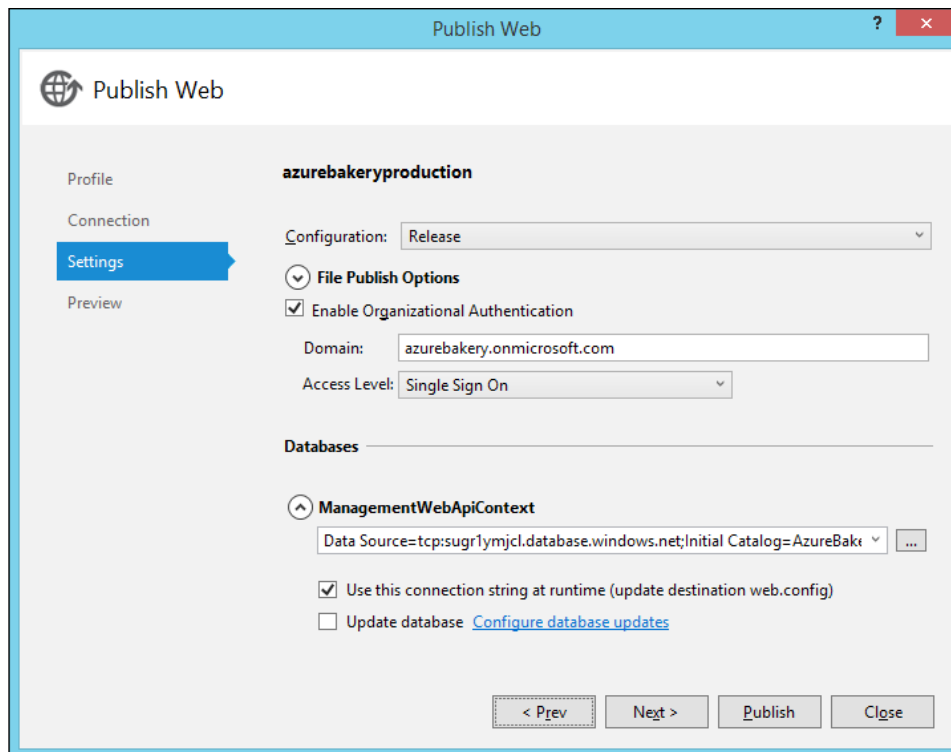 Publish Web
?
Publish Web
Profile
Connection
Settings
Preview
azurebakeryproduction
Configuration: Release
File Publish Options
Enable Organizational Authentication
Domain: azurebakery.onmicrosoft.com
Access Level: Single Sign On
Databases
ManagementWebApiContext
Data Source=tcp:sugr1ymjcl.database.windows.net;Initial Catalog=AzureBake
...
Use this connection string at runtime (update destination web.config)
Update database Configure database updates
< Prev Next > Publish Close